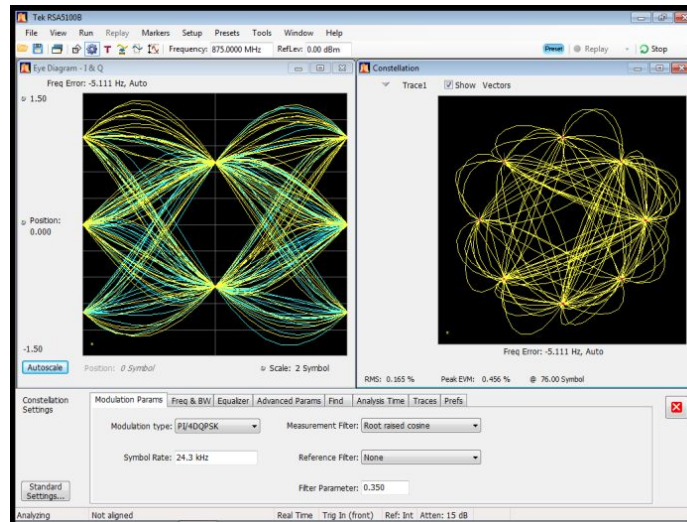 Tek RSA5100B
File View Run Replay Markers Setup Presets Tools Window Help
T Frequency: 875.0000 MHz RefLev: 0.00 dBm Preset Replay Stop
Eye Diagram - I & Q
Freq Error: -5.111 Hz, Auto
1.50
Position:
0.000
-1.50
Autoscale Position: 0 Symbol Scale: 2 Symbol
Constellation
Trace1 Show Vectors
Freq Error: -5.111 Hz, Auto
RMS: 0.165 % Peak EVM: 0.456 % @ 76.00 Symbol
Constellation
Settings
Modulation Params Freq & BW Equalizer Advanced Params Find Analysis Time Traces Prefs
Modulation type: PI/4DQPSK Measurement Filter: Root raised cosine
Symbol Rate: 24.3 kHz Reference Filter: None
Filter Parameter: 0.350
Standard
Settings...
Analyzing Not aligned Real Time Trig In (front) Ref: Int Atten: 15 dB